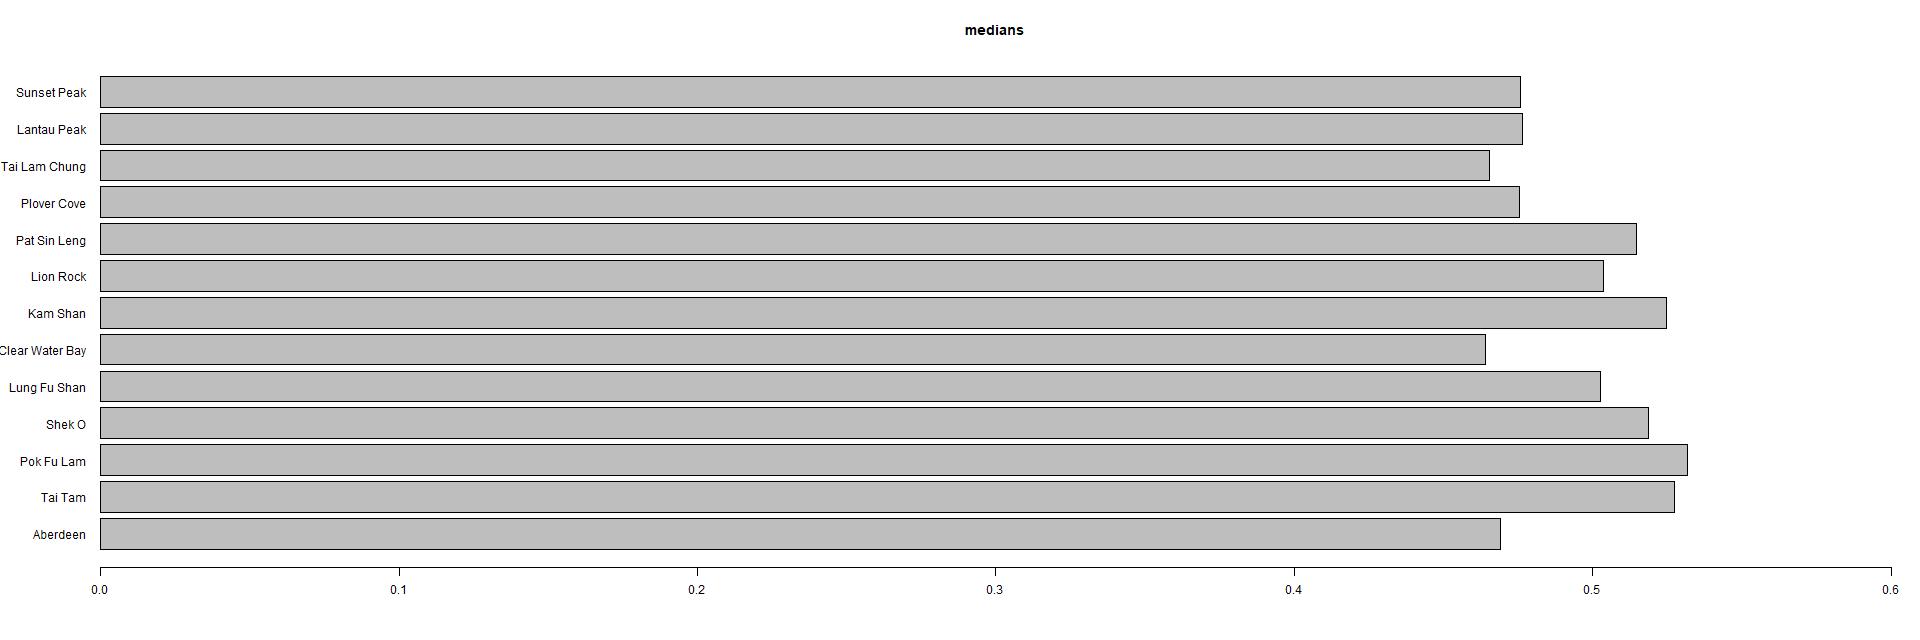 medians
Sunset Peak
Lantau Peak
Tai Lam Chung
Plover Cove
Pat Sin Leng
Lion Rock
Kam Shan
Clear Water Bay
Lung Fu Shan
Shek O
Pok Fu Lam
Tai Tam
Aberdeen
0.0 0.1 0.2 0.3 0.4 0.5 0.6